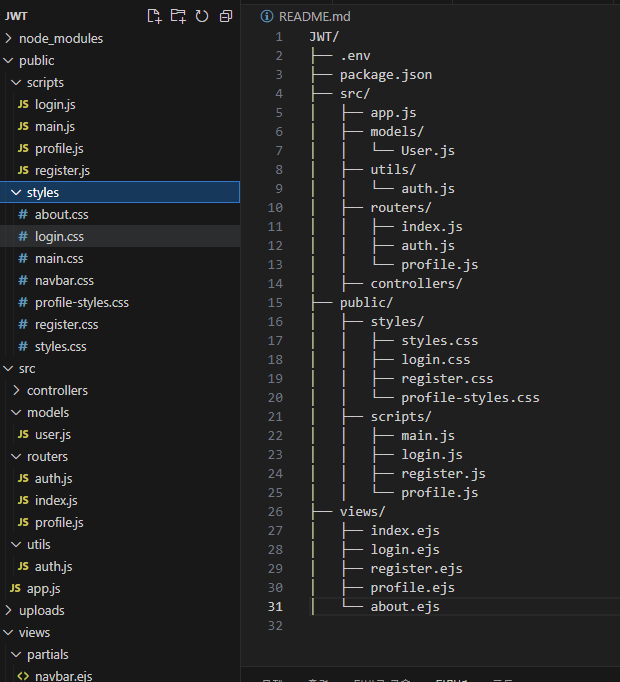 JWT
node_modules
public
scripts
JS login.js
JS main.js
JS profile.js
JS register.js
styles
# about.css
# login.css
# main.css
# navbar.css
# profile-styles.css
# register.css
# styles.css
src
controllers
models
JS user.js
routers
JS auth.js
JS index.js
JS profile.js
utils
JS auth.js
JS app.js
uploads
views
partials
<> navbar.ejs
README.md
1 JWT/
2 ├── .env
3 ├── package.json
4 ├── src/
5 │   ├── app.js
6 │   ├── models/
7 │   │   └── User.js
8 │   ├── utils/
9 │   │   └── auth.js
10 │   ├── routers/
11 │   │   ├── index.js
12 │   │   ├── auth.js
13 │   │   ├── profile.js
14 │   ├── controllers/
15 ├── public/
16 │   ├── styles/
17 │   │   ├── styles.css
18 │   │   ├── login.css
19 │   │   ├── register.css
20 │   │   └── profile-styles.css
21 │   ├── scripts/
22 │   │   ├── main.js
23 │   │   ├── login.js
24 │   │   ├── register.js
25 │   │   └── profile.js
26 ├── views/
27 │   ├── index.ejs
28 │   ├── login.ejs
29 │   ├── register.ejs
30 │   ├── profile.ejs
31 │   └── about.ejs
32